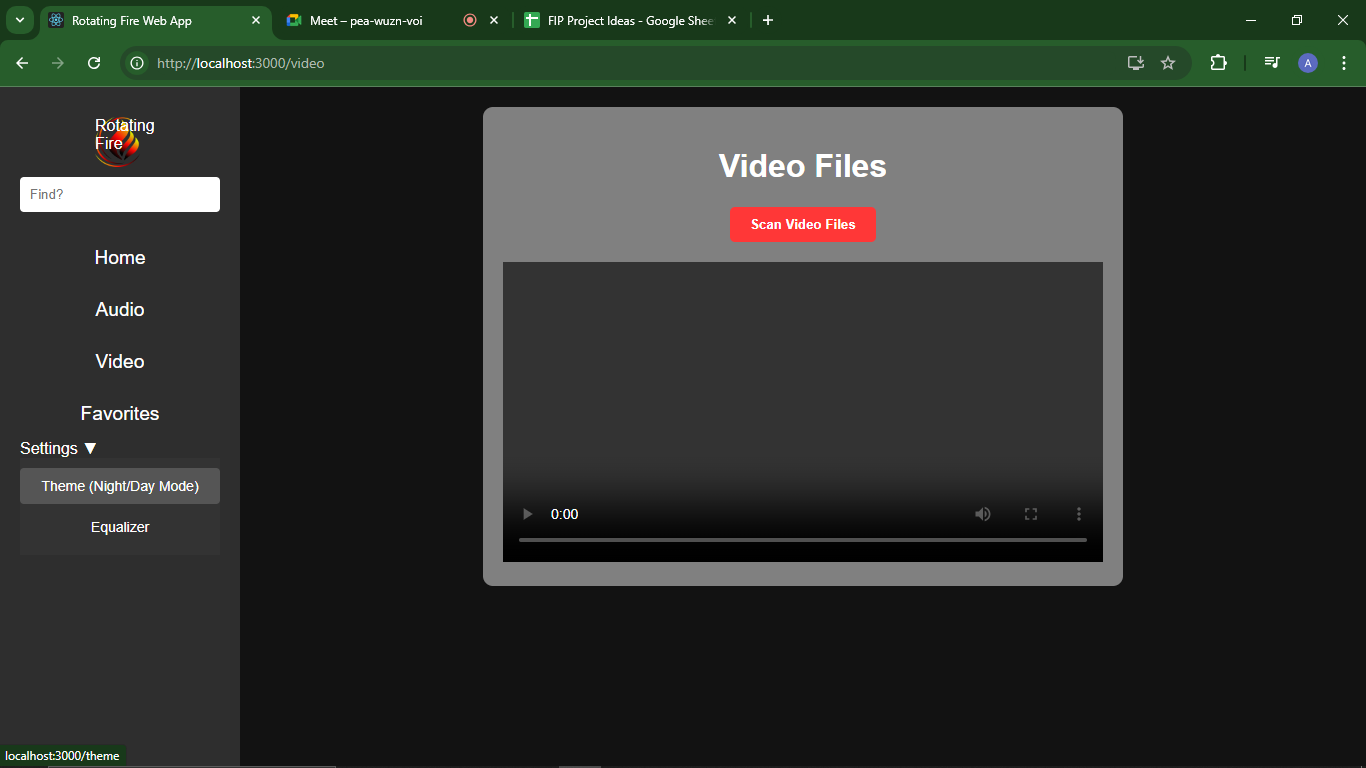 Rotating Fire Web App
Meet – pea-wuzn-voi
FIP Project Ideas - Google Shee
http://localhost:3000/video
A
Rotating
Fire
Find?
Home
Audio
Video
Favorites
Settings ▼
Theme (Night/Day Mode)
Equalizer
Video Files
Scan Video Files
0:00
localhost:3000/theme